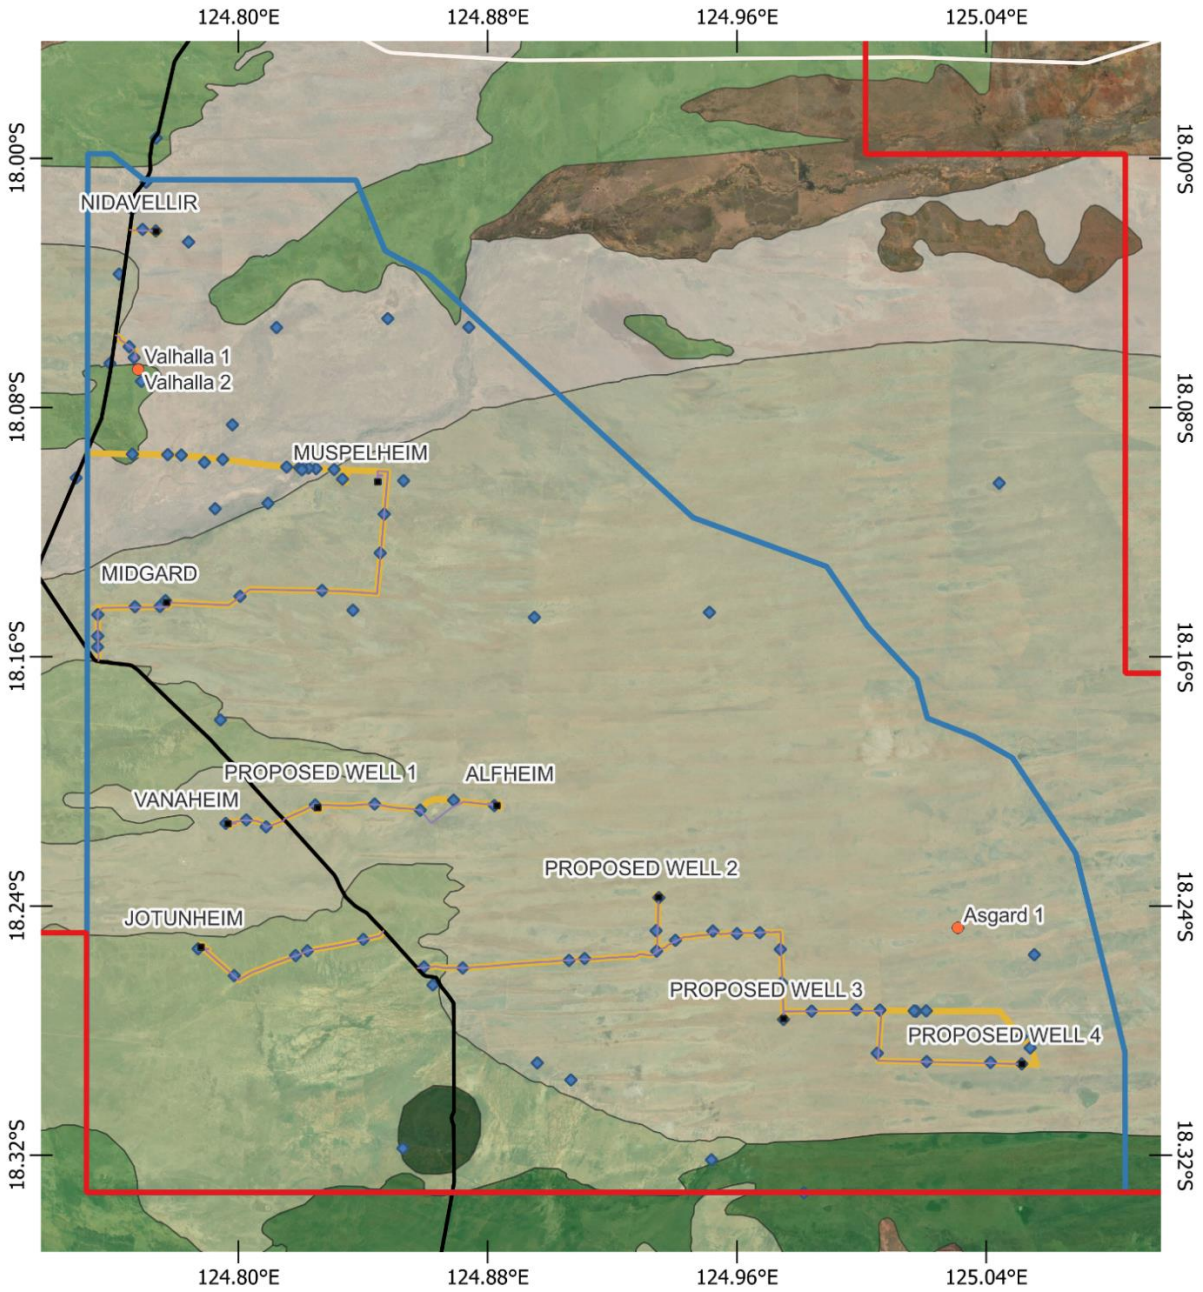 124.80°E 124.88°E 124.96°E 125.04°E
18.00°S 18.00°S
NIDAVELLIR
Valhalla 1
Valhalla 2
18.08°S 18.08°S
MUSPELHEIM
MIDGARD
18.16°S 18.16°S
PROPOSED WELL 1 ALFHEIM
VANAHEIM
PROPOSED WELL 2
18.24°S 18.24°S
JOTUNHEIM Asgard 1
PROPOSED WELL 3
PROPOSED WELL 4
18.32°S 18.32°S
124.80°E 124.88°E 124.96°E 125.04°E